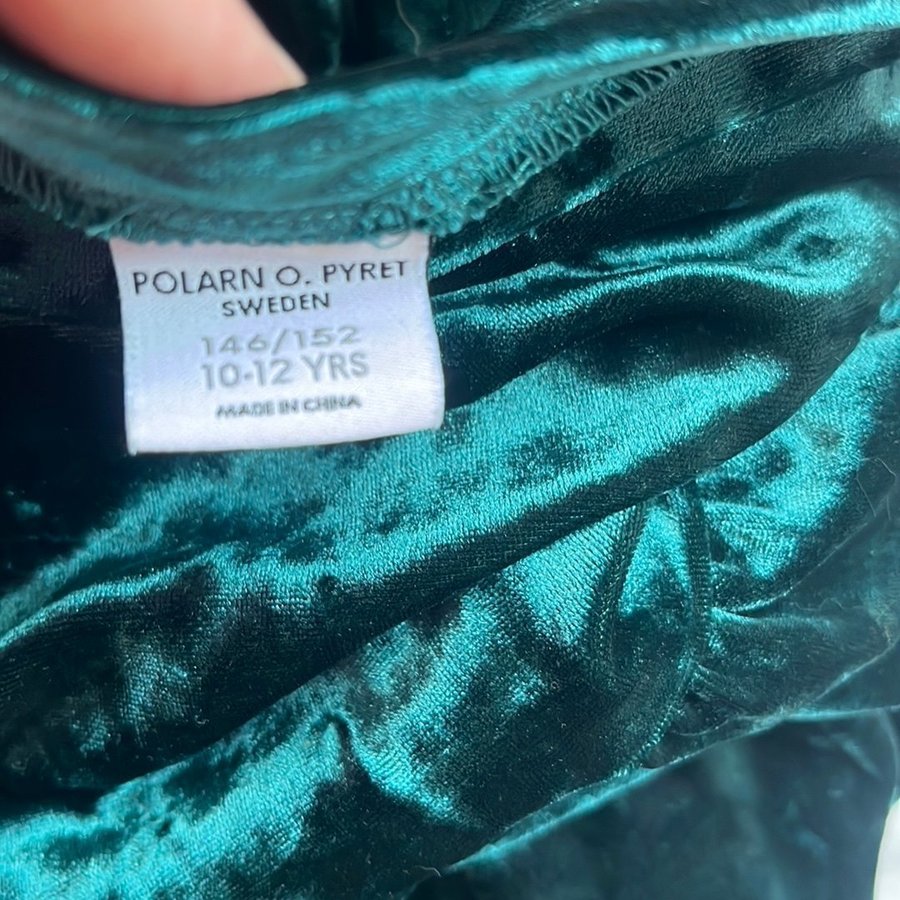 POLARN O. PYRET
SWEDEN
146/152
10-12 YRS
MADE IN CHINA